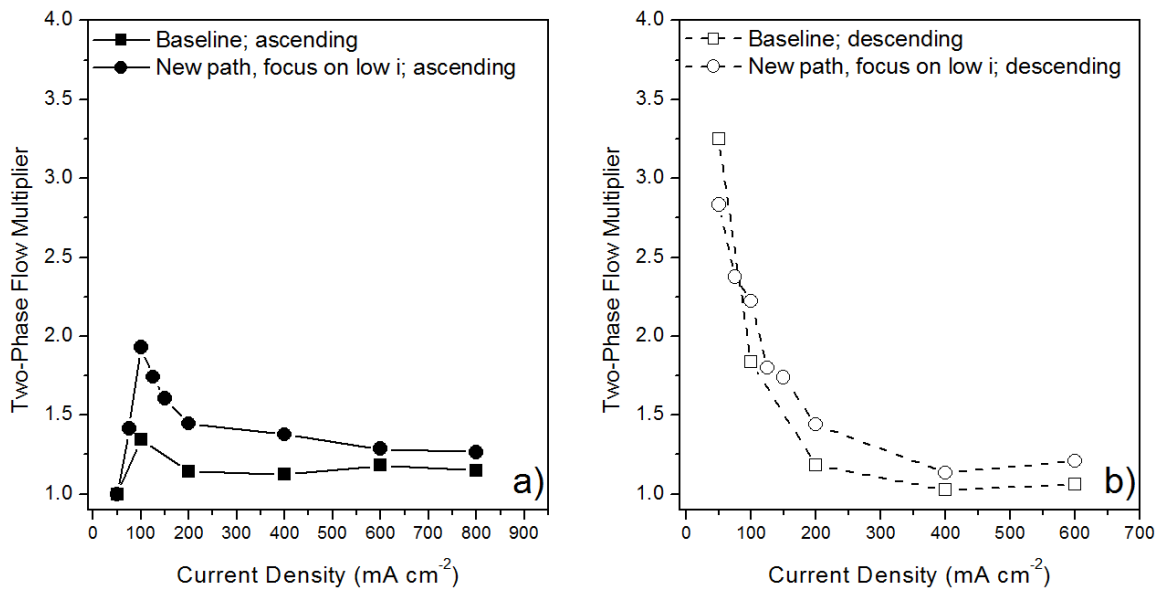 4.0
3.5
3.0
2.5
2.0
1.5
1.0
Two-Phase Flow Multiplier
Baseline; ascending
New path, focus on low i; ascending
a)
0 100 200 300 400 500 600 700 800 900
Current Density (mA cm⁻²)
4.0
3.5
3.0
2.5
2.0
1.5
1.0
Two-Phase Flow Multiplier
Baseline; descending
New path, focus on low i; descending
b)
0 100 200 300 400 500 600 700
Current Density (mA cm⁻²)